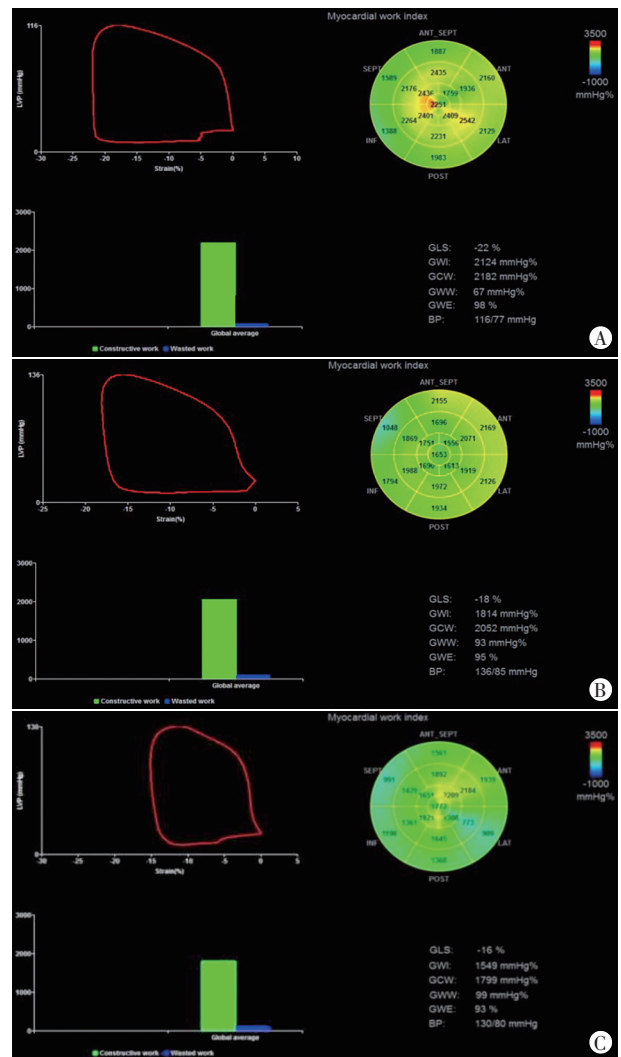 Myocardial work index
116
LVP (mmHg)
0
-30 -25 -20 -15 -10 -5 0 5 10
Strain(%)
ANT_SEPT
SEPT
ANT
INF
LAT
POST
1887
1589 2435 2160
2176 2436 1759 1936
2251
2264 2401 2409 2542
1388 2231 2129
1983
3500
-1000
mmHg%
3000
2000
1000
0
Global average
Constructive work Wasted work
GLS: -22 %
GWI: 2124 mmHg%
GCW: 2182 mmHg%
GWW: 67 mmHg%
GWE: 98 %
BP: 116/77 mmHg
A
Myocardial work index
136
LVP (mmHg)
0
-25 -20 -15 -10 -5 0 5
Strain(%)
ANT_SEPT
SEPT
ANT
INF
LAT
POST
2155
1048 1696 2169
1869 1751 1556 2071
1653
1988 1696 1613 1919
1794 1972 2126
1934
3500
-1000
mmHg%
3000
2000
1000
0
Global average
Constructive work Wasted work
GLS: -18 %
GWI: 1814 mmHg%
GCW: 2052 mmHg%
GWW: 93 mmHg%
GWE: 95 %
BP: 136/85 mmHg
B
Myocardial work index
LVP (mmHg)
0
-25 -20 -15 -10 -5 0 5
Strain(%)
ANT_SEPT
SEPT
ANT
INF
LAT
POST
1892 1939
1429 2184
1361
773
1368
3500
-1000
mmHg%
3000
2000
1000
0
Global average
Constructive work Wasted work
GLS: -16 %
GWI: 1549 mmHg%
GCW: 1799 mmHg%
GWW: 99 mmHg%
GWE: 93 %
BP: 130/80 mmHg
C